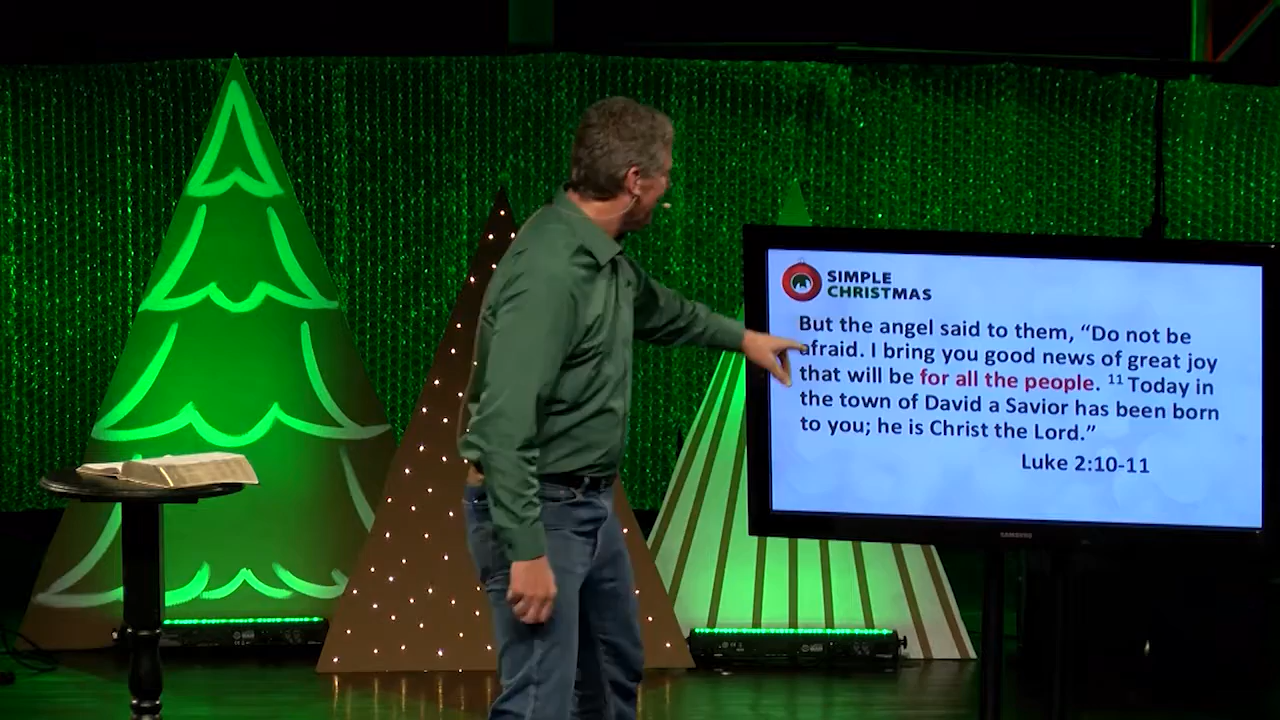 SIMPLE
CHRISTMAS
But the angel said to them, “Do not be
afraid. I bring you good news of great joy
that will be for all the people. ¹¹ Today in
the town of David a Savior has been born
to you; he is Christ the Lord.”
Luke 2:10-11
SAMSUNG